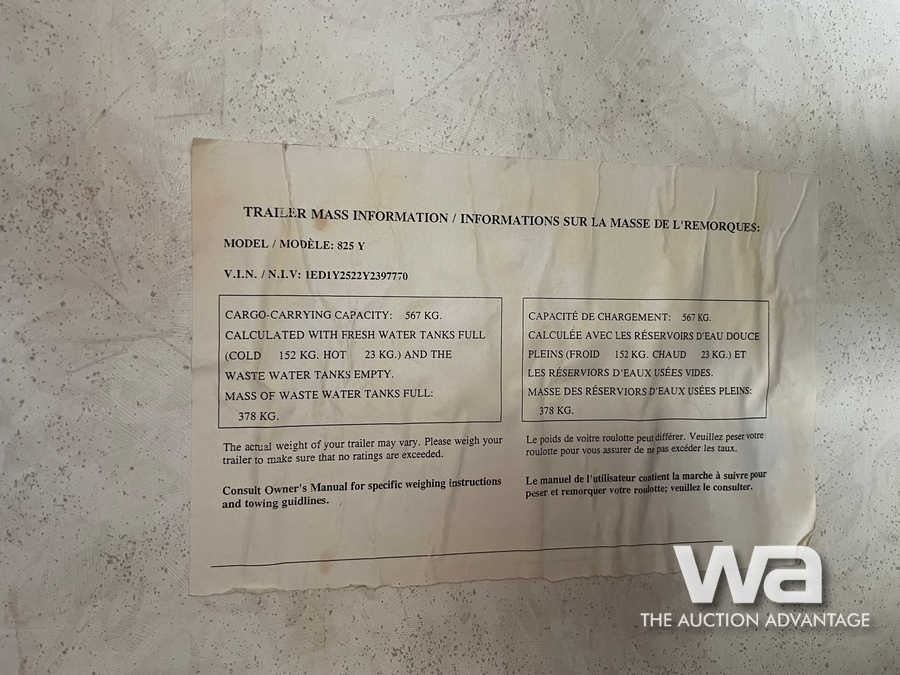 TRAILER MASS INFORMATION / INFORMATIONS SUR LA MASSE DE L'REMORQUES:
MODEL / MODÈLE: 825 Y
V.I.N. / N.I.V: 1ED1Y2522Y2397770
CARGO-CARRYING CAPACITY: 567 KG.
CALCULATED WITH FRESH WATER TANKS FULL
(COLD 152 KG. HOT 23 KG.) AND THE
WASTE WATER TANKS EMPTY.
MASS OF WASTE WATER TANKS FULL:
378 KG.
CAPACITÉ DE CHARGEMENT: 567 KG.
CALCULÉE AVEC LES RÉSERVOIRS D'EAU DOUCE
PLEINS (FROID 152 KG. CHAUD 23 KG.) ET
LES RÉSERVIORS D'EAUX USÉES VIDES.
MASSE DES RÉSERVIORS D'EAUX USÉES PLEINS:
378 KG.
The actual weight of your trailer may vary. Please weigh your
trailer to make sure that no ratings are exceeded.
Consult Owner's Manual for specific weighing instructions
and towing guidlines.
Le poids de voitre roulotte peut différer. Veuillez peser votre
roulotte pour vous assurer de ne pas excéder les taux.
Le manuel de l'utilisateur contient la marche à suivre pour
peser et remorquer votre roulotte; veuillez le consulter.
wa
THE AUCTION ADVANTAGE